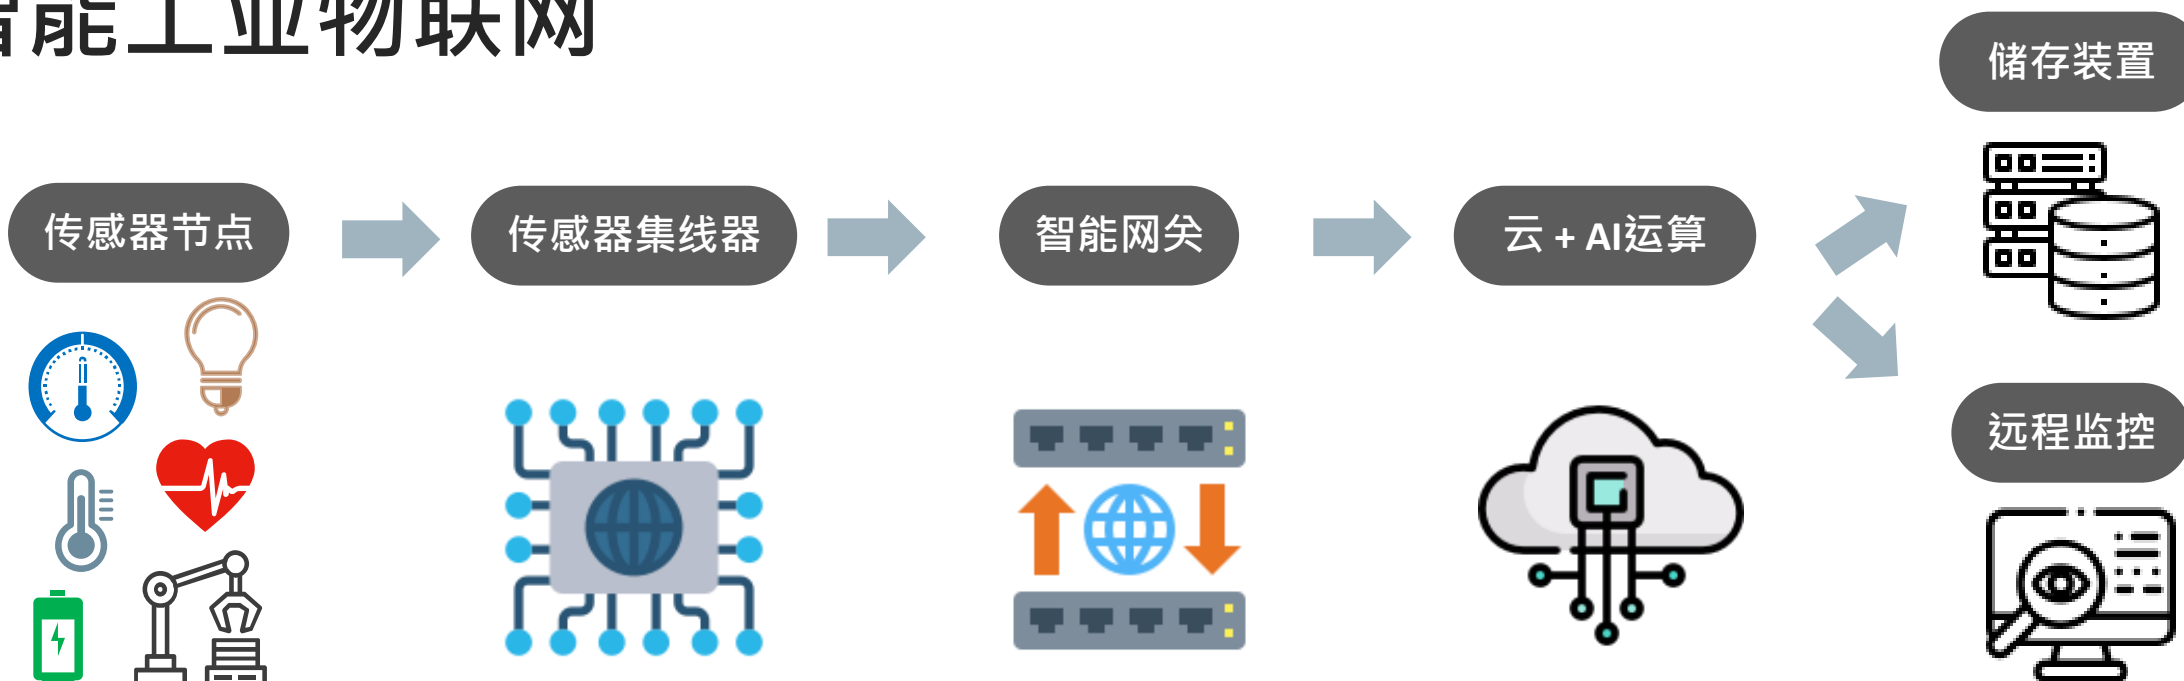 智能工业物联网
传感器节点
传感器集线器
智能网关
云 + AI运算
储存装置
远程监控